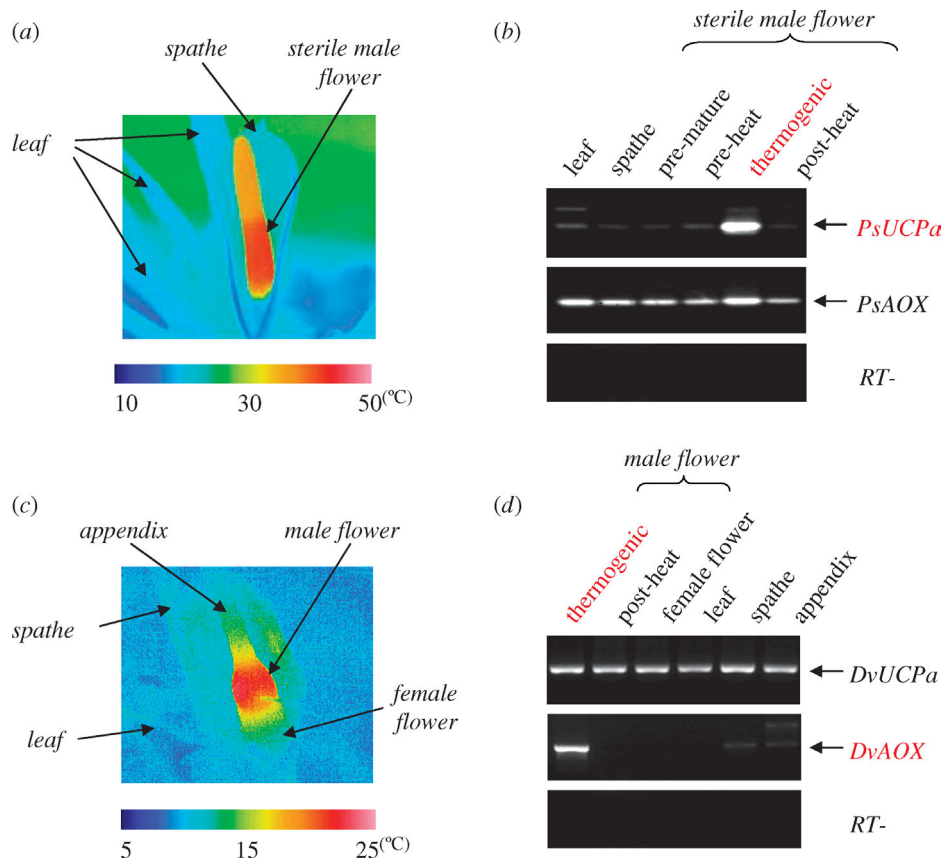 (a)
spathe
sterile male
flower
leaf
10 30 50(ºC)
(b)
sterile male flower
leaf
spathe
pre-mature
pre-heat
thermogenic
post-heat
PsUCPa
PsAOX
RT-
(c)
appendix
male flower
spathe
female
flower
leaf
5 15 25(ºC)
(d)
male flower
thermogenic
post-heat
female flower
leaf
spathe
appendix
DvUCPa
DvAOX
RT-